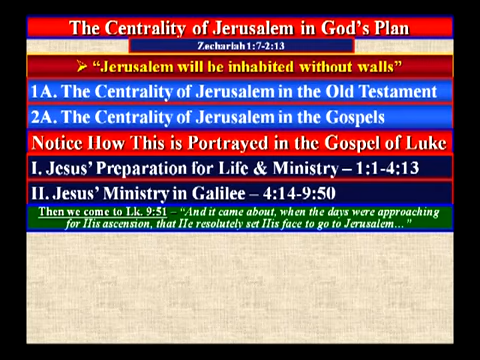 The Centrality of Jerusalem in God's Plan
Zechariah 1:7-2:13
➢ "Jerusalem will be inhabited without walls"
1A. The Centrality of Jerusalem in the Old Testament
2A. The Centrality of Jerusalem in the Gospels
Notice How This is Portrayed in the Gospel of Luke
I. Jesus' Preparation for Life & Ministry – 1:1-4:13
II. Jesus' Ministry in Galilee – 4:14-9:50
Then we come to Lk. 9:51 – "And it came about, when the days were approaching
for His ascension, that He resolutely set His face to go to Jerusalem…"